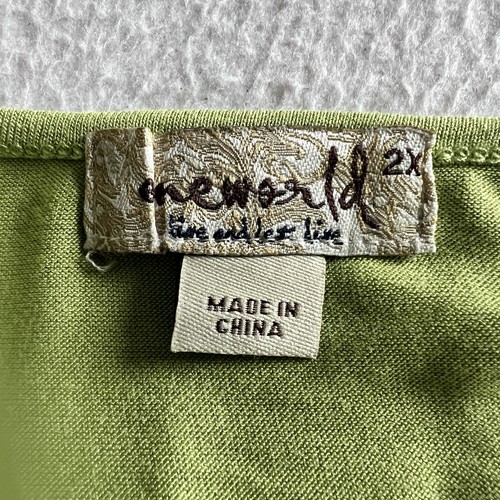 oneworld 2X
Live and let Live
MADE IN
CHINA